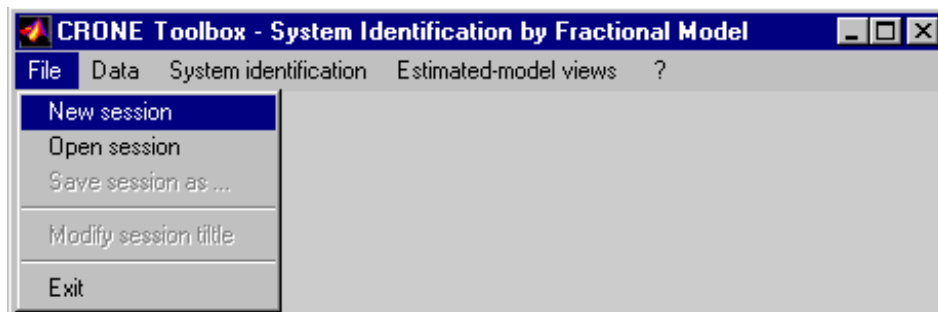 CRONE Toolbox - System Identification by Fractional Model
File Data System identification Estimated-model views ?
New session
Open session
Save session as ...
Modify session tiltle
Exit